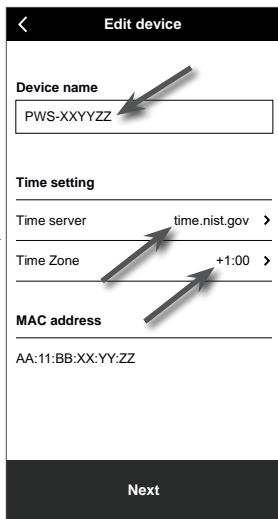 Edit device
Device name
PWS-XXYYZZ
Time setting
Time server time.nist.gov >
Time Zone +1:00 >
MAC address
AA:11:BB:XX:YY:ZZ
Next